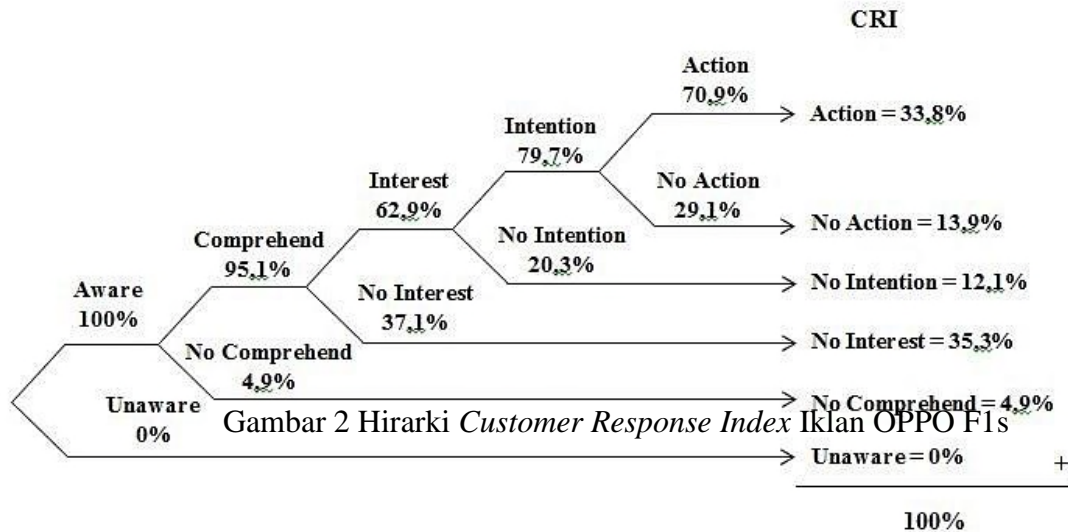 CRI
Action
70,9%
Action = 33,8%
Intention
79,7%
No Action
29,1%
No Action = 13,9%
Interest
62,9%
No Intention
20,3%
No Intention = 12,1%
Comprehend
95,1%
No Interest
37,1%
No Interest = 35,3%
Aware
100%
No Comprehend
4,9%
No Comprehend = 4,9%
Unaware
0%
Gambar 2 Hirarki Customer Response Index Iklan OPPO F1s
Unaware = 0%
+
100%